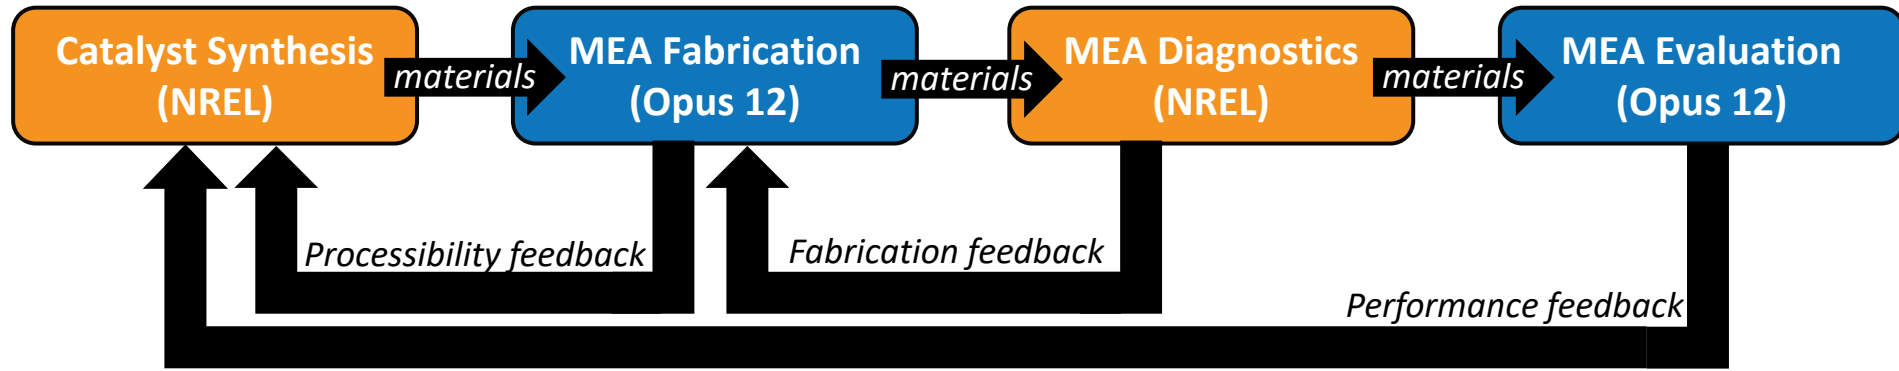 Catalyst Synthesis
(NREL)
materials
MEA Fabrication
(Opus 12)
materials
MEA Diagnostics
(NREL)
materials
MEA Evaluation
(Opus 12)
Processibility feedback
Fabrication feedback
Performance feedback